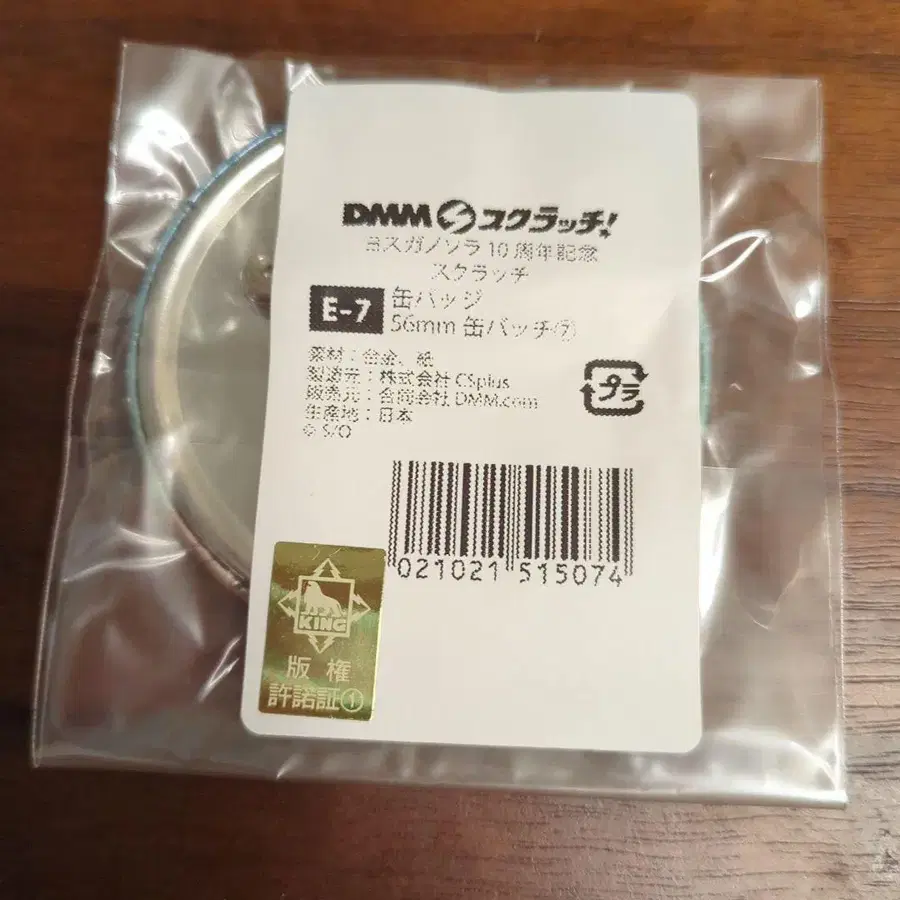 DMM スクラッチ!
ヨスガノソラ 10 周年記念
スクラッチ
E-7
缶バッジ
56mm 缶バッチ⑦
素材：合金、紙
製造元：株式会社 CSplus
販売元：合同会社 DMM.com
生産地：日本
© S/O
プラ
021021 515074
KING
版権
許諾証①